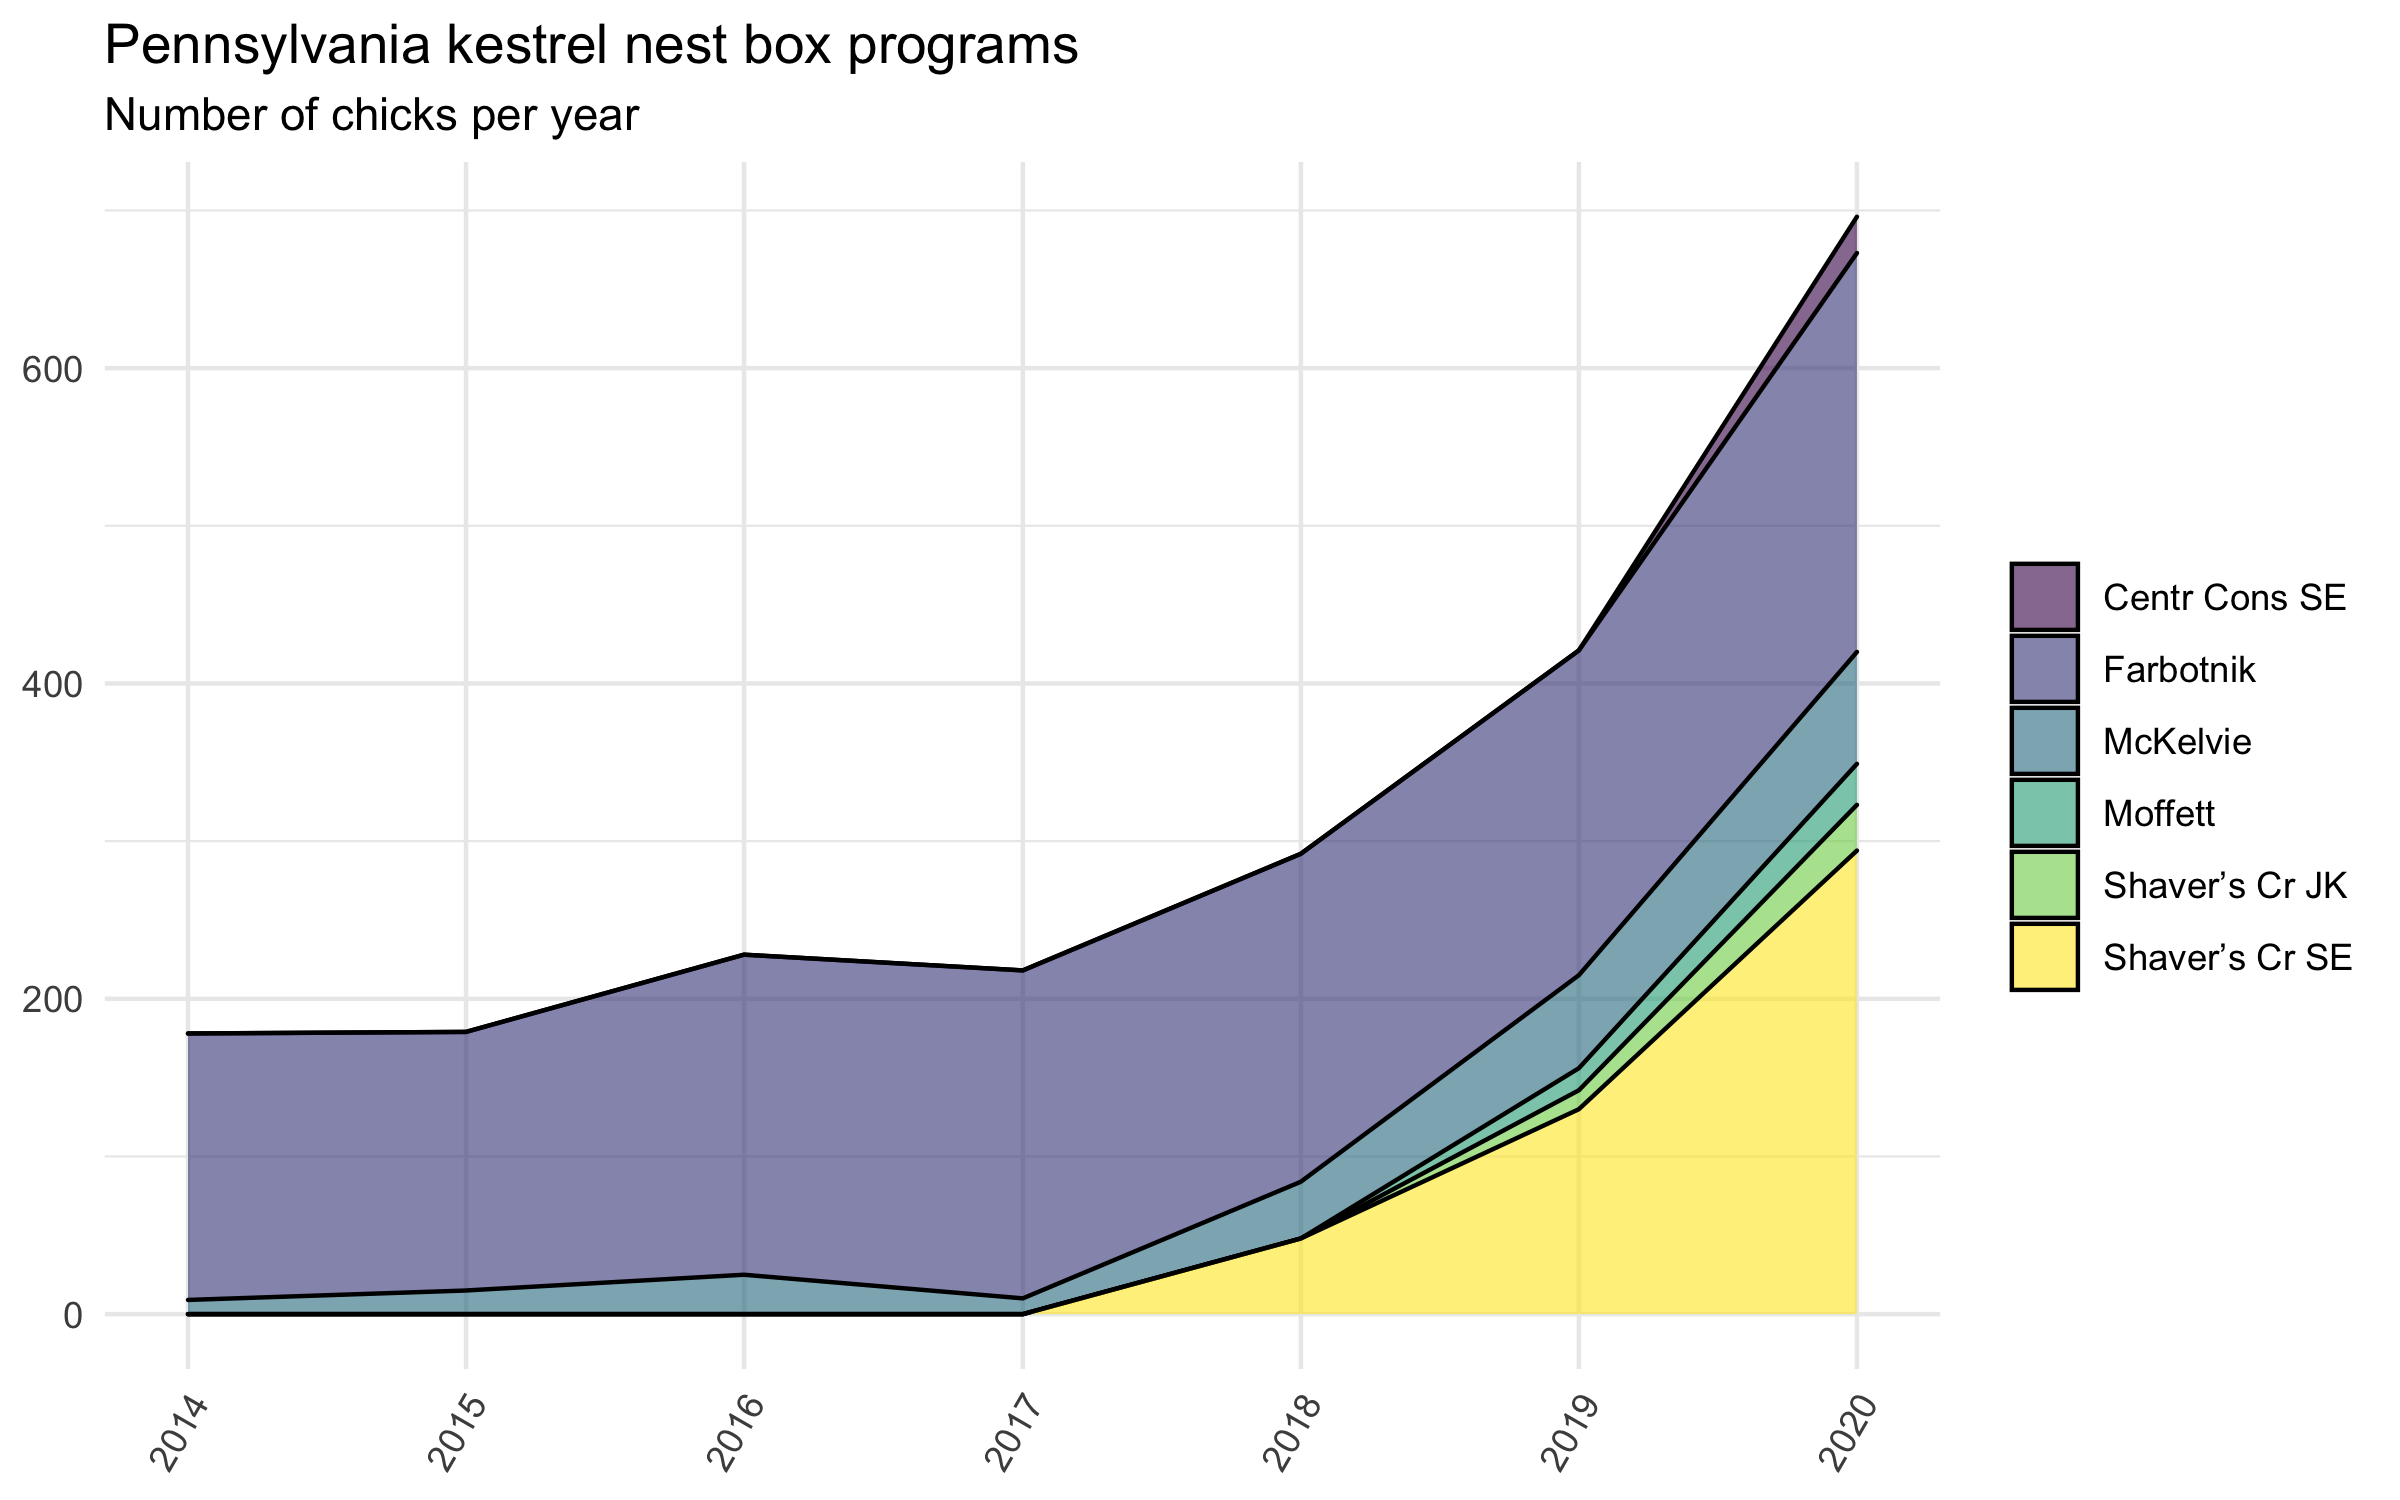 Pennsylvania kestrel nest box programs
Number of chicks per year
600
400
200
0
2014
2015
2016
2017
2018
2019
2020
Centr Cons SE
Farbotnik
McKelvie
Moffett
Shaver’s Cr JK
Shaver’s Cr SE